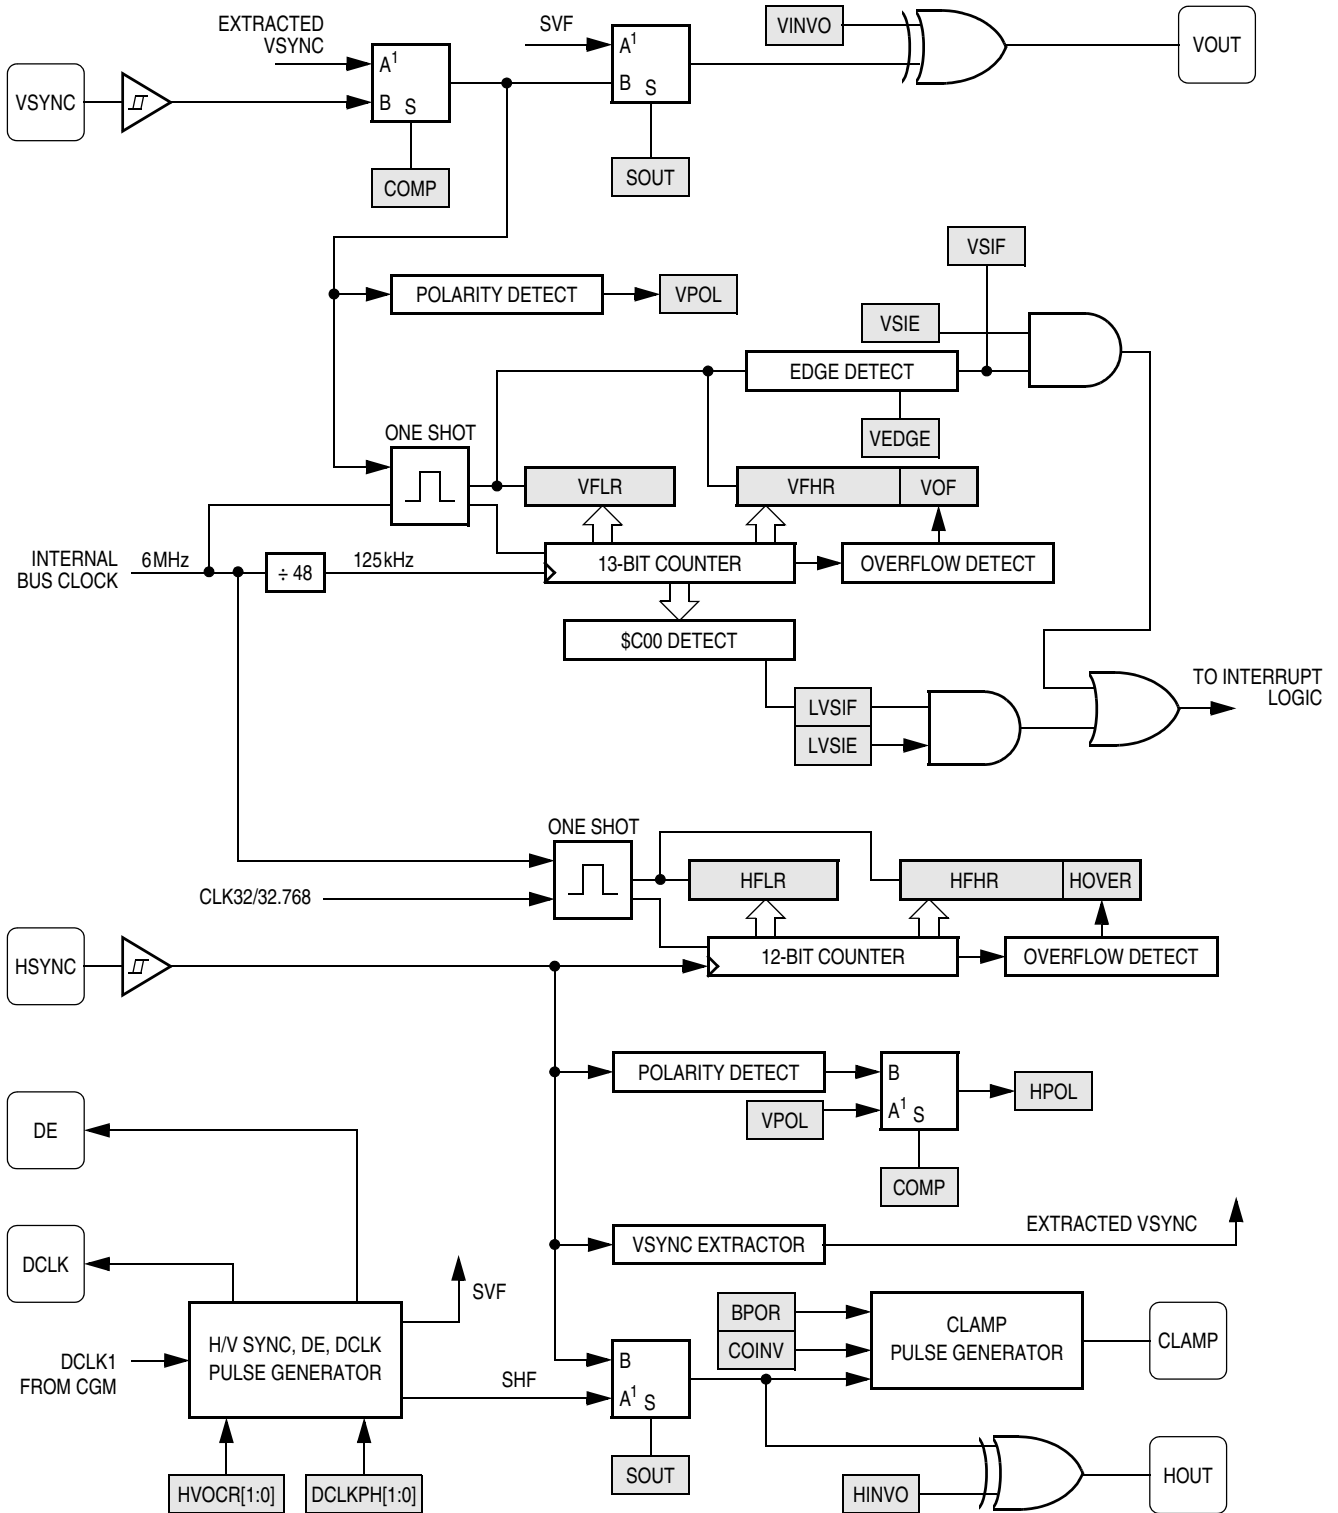 EXTRACTED
VSYNC
SVF
VINVO
VOUT
VSYNC
A1
B S
A1
B S
COMP
SOUT
VSIF
POLARITY DETECT
VPOL
VSIE
EDGE DETECT
VEDGE
ONE SHOT
VFLR
VFHR
VOF
INTERNAL
BUS CLOCK
6MHz
÷ 48
125kHz
13-BIT COUNTER
OVERFLOW DETECT
$C00 DETECT
LVSIF
LVSIE
TO INTERRUPT
LOGIC
ONE SHOT
HFLR
HFHR
HOVER
CLK32/32.768
HSYNC
12-BIT COUNTER
OVERFLOW DETECT
POLARITY DETECT
B
A1 S
HPOL
VPOL
COMP
DE
VSYNC EXTRACTOR
EXTRACTED VSYNC
DCLK
SVF
H/V SYNC, DE, DCLK
PULSE GENERATOR
DCLK1
FROM CGM
SHF
B
A1 S
BPOR
COINV
CLAMP
PULSE GENERATOR
CLAMP
SOUT
HVOCR[1:0]
DCLKPH[1:0]
HINVO
HOUT